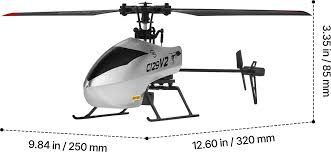 C129V2
3.35 in / 85 mm
9.84 in / 250 mm
12.60 in / 320 mm